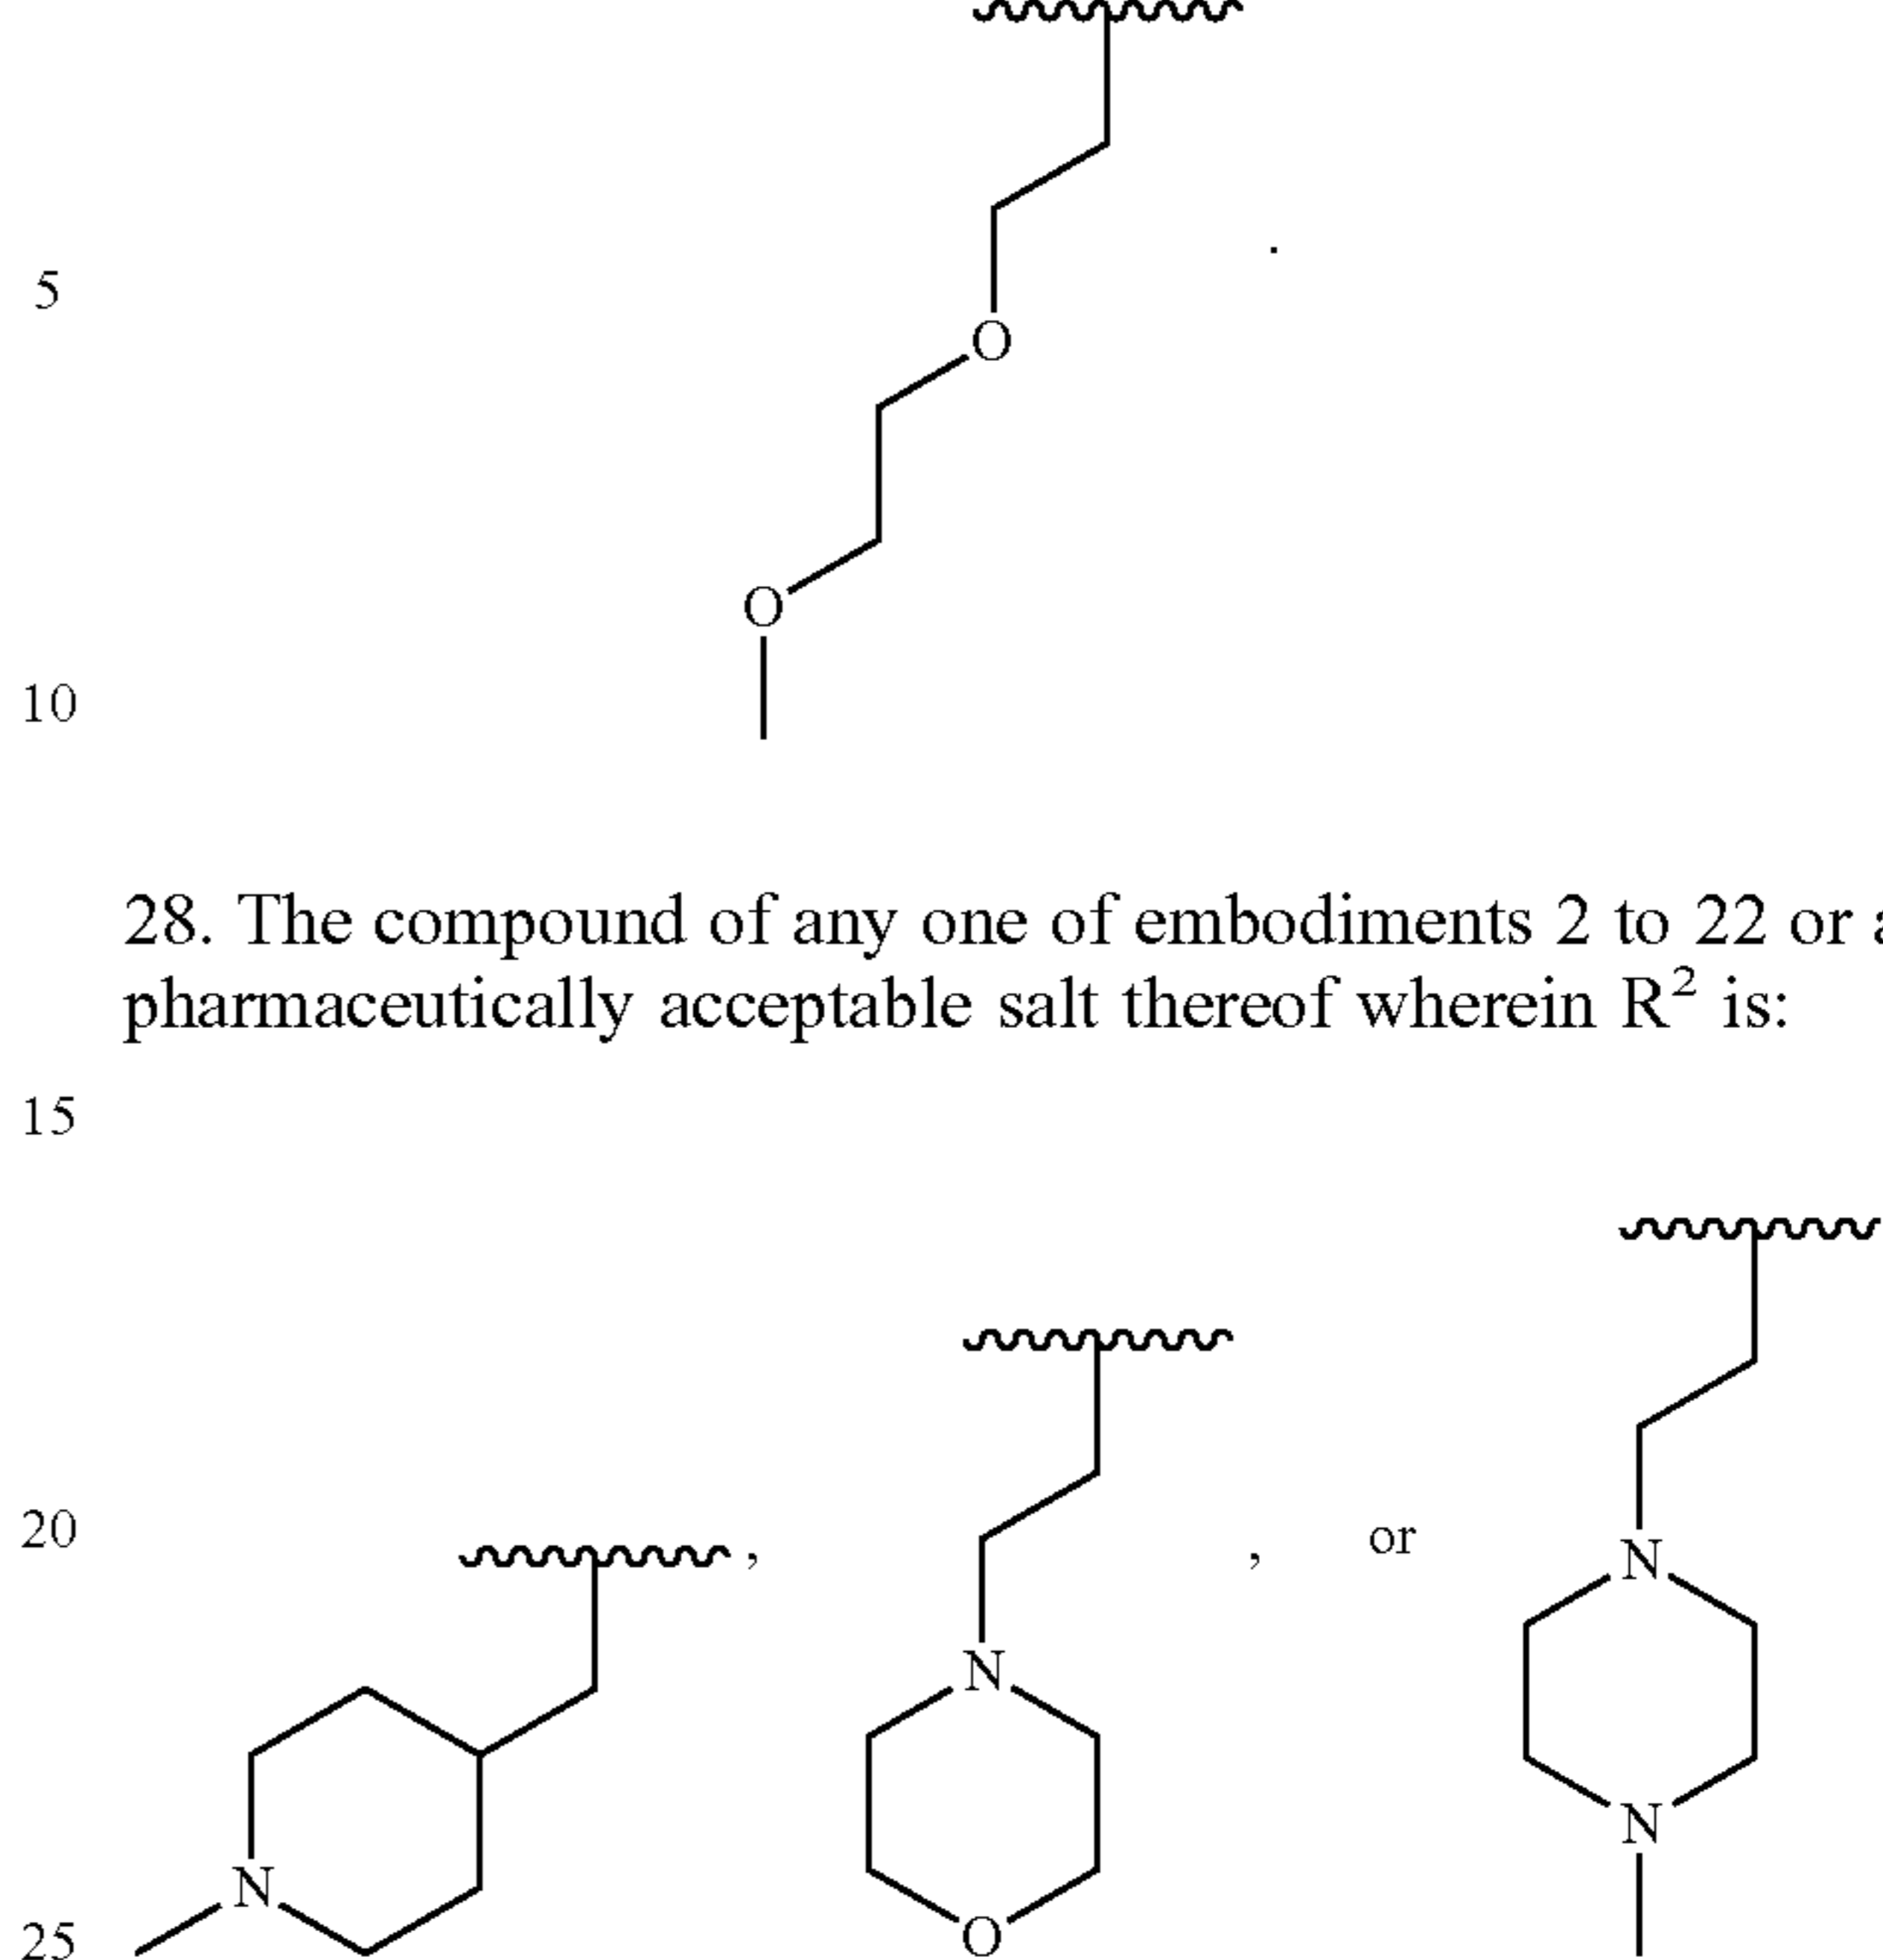 5
.
O
O
10
28. The compound of any one of embodiments 2 to 22 or a
pharmaceutically acceptable salt thereof wherein R² is:
15
20
, , or
N
N
N
N
O
25